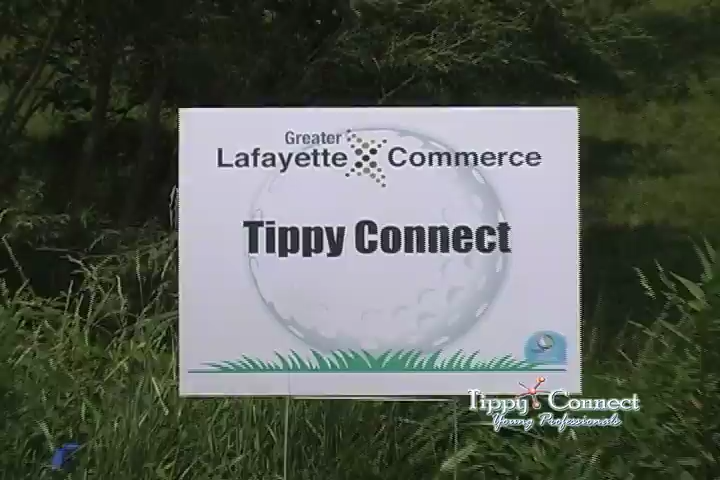 Greater
Lafayette Commerce
Tippy Connect
Tippy Connect
Young Professionals